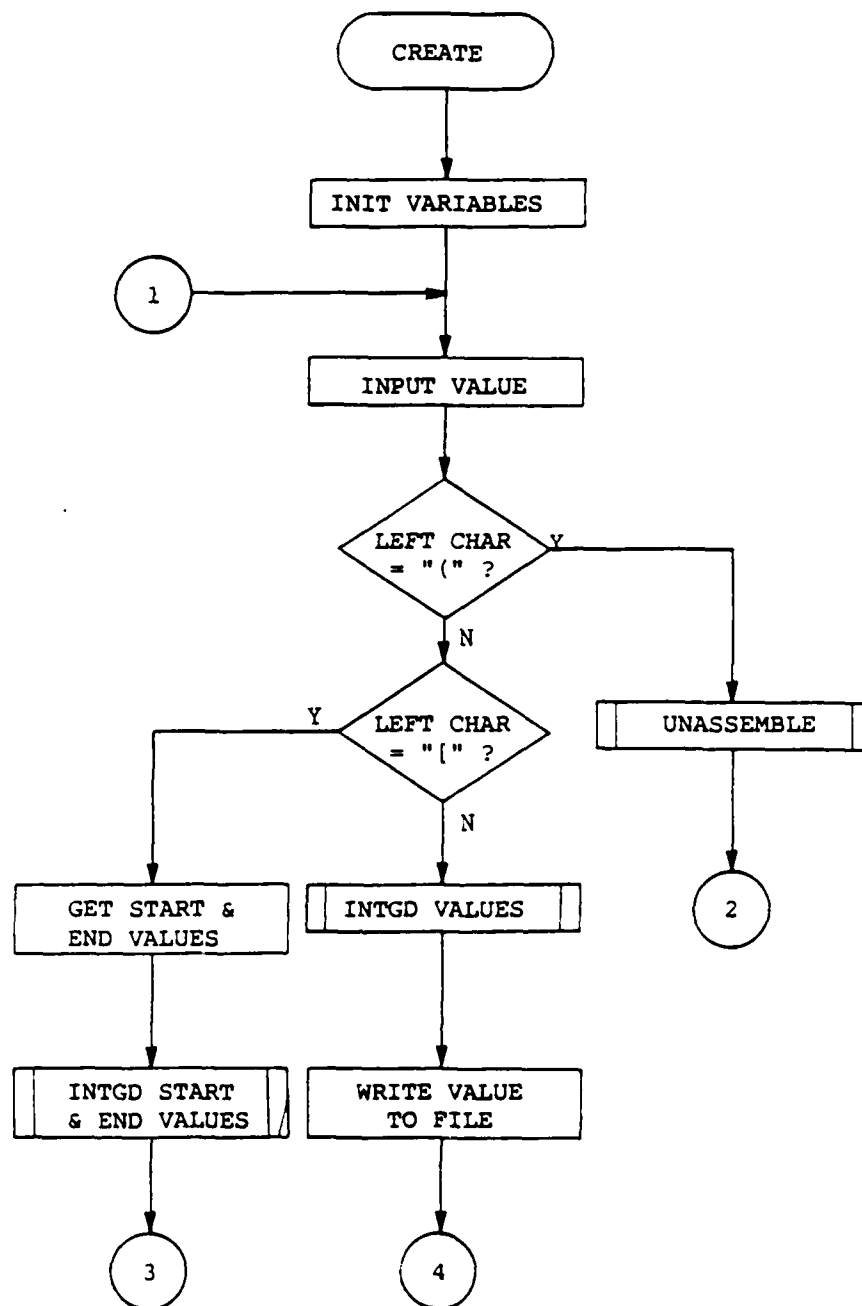 CREATE
INIT VARIABLES
1
INPUT VALUE
LEFT CHAR
= "(" ?
Y
N
LEFT CHAR
= "[" ?
Y
UNASSEMBLE
N
GET START &
END VALUES
INTGD VALUES
2
INTGD START
& END VALUES
WRITE VALUE
TO FILE
3
4